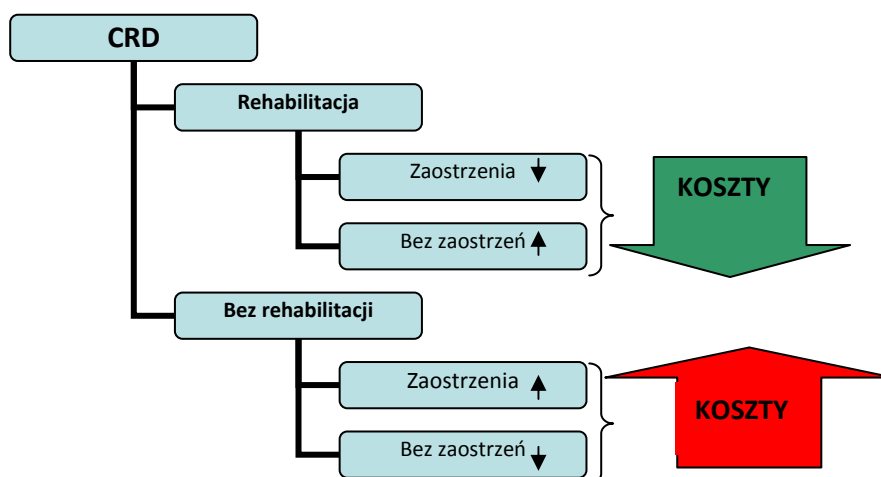 CRD
Rehabilitacja
Zaostrzenia
Bez zaostrzeń
KOSZTY
Bez rehabilitacji
Zaostrzenia
Bez zaostrzeń
KOSZTY